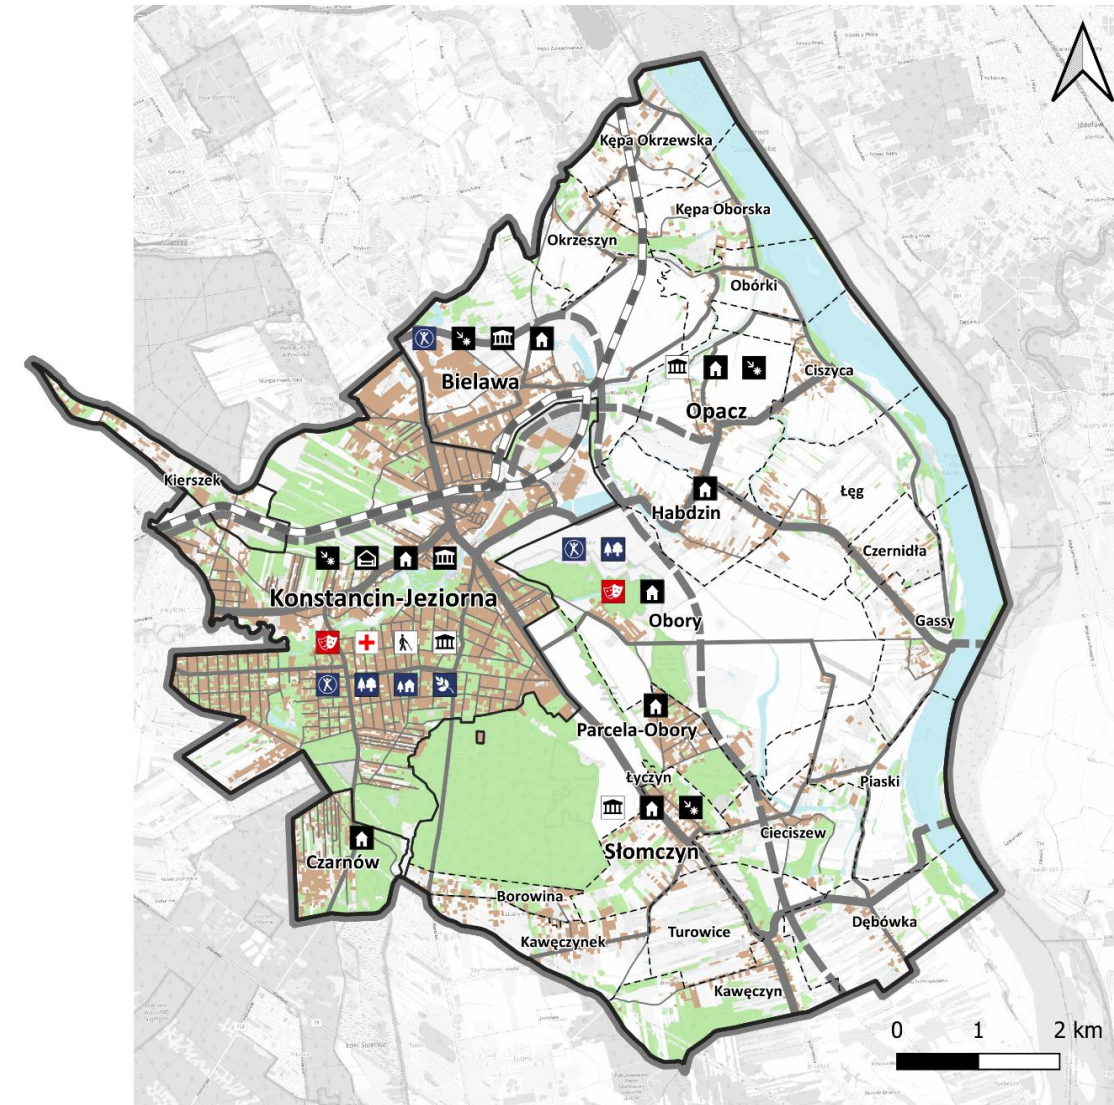 Kępa Okrzewska
Kępa Oborska
Okrzeszyn
Obórki
Ciszyca
Bielawa
Opacz
Kierszek
Łęg
Habdzin
Czernidła
Konstancin-Jeziorna
Obory
Gassy
Parcela-Obory
Łyczyn
Piaski
Cieciszew
Słomczyn
Czarnów
Borowina
Dębówka
Turowice
Kawęczynek
Kawęczyn
0 1 2 km